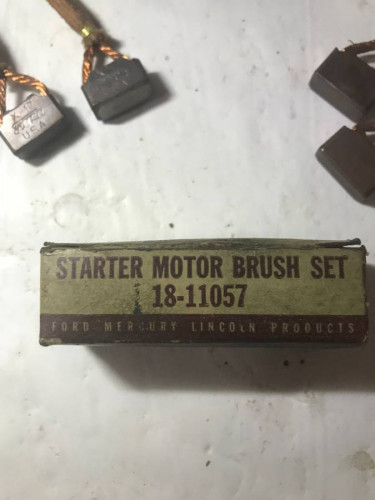 U.S.A.
STARTER MOTOR BRUSH SET
18-11057
FORD MERCURY LINCOLN PRODUCTS